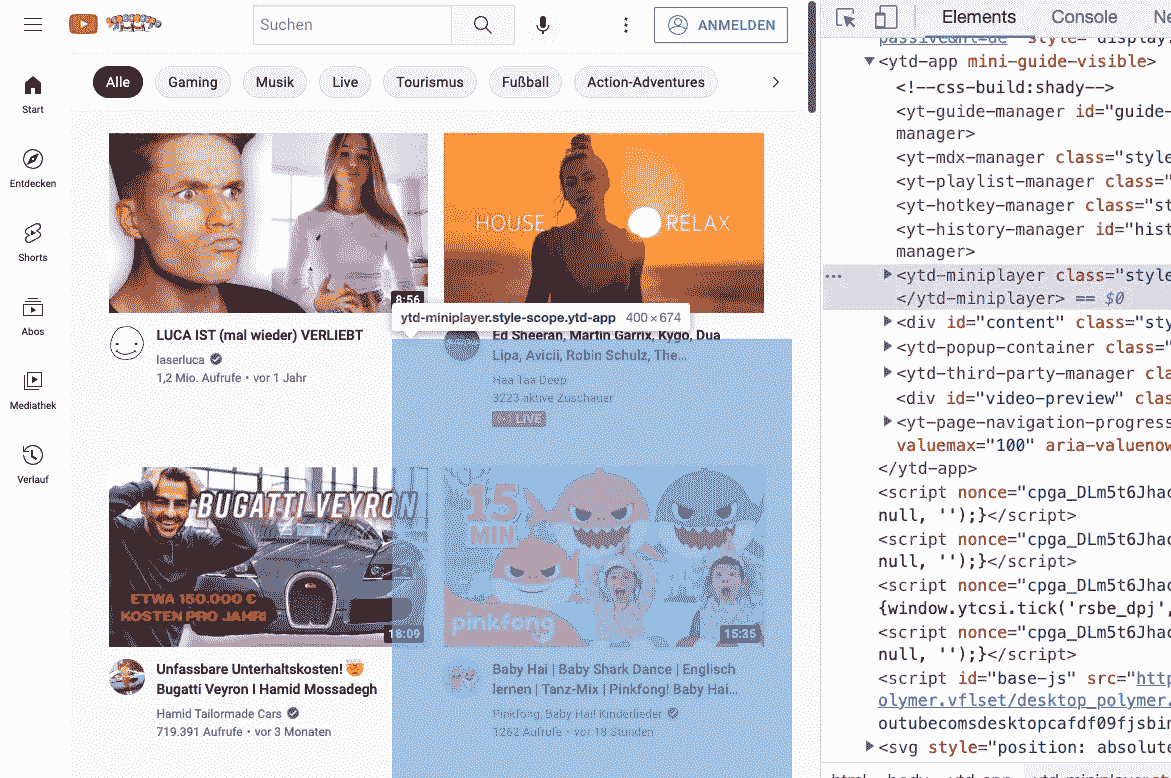 Suchen
ANMELDEN
Alle
Gaming
Musik
Live
Tourismus
Fußball
Action-Adventures
Start
Entdecken
Shorts
Abos
Mediathek
Verlauf
8:56
LUCA IST (mal wieder) VERLIEBT
laserluca
1,2 Mio. Aufrufe • vor 1 Jahr
HOUSE RELAX
ytd-miniplayer.style-scope.ytd-app 400 × 674
Ed Sheeran, Martin Garrix, Kygo, Dua
Lipa, Avicii, Robin Schulz, The...
Haa Taa Deep
3223 aktive Zuschauer
LIVE
BUGATTI VEYRON
ETWA 150.000 €
KOSTEN PRO JAHR!
18:09
Unfassbare Unterhaltskosten! 🤯
Bugatti Veyron I Hamid Mossadegh
Hamid Tailormade Cars
719.391 Aufrufe • vor 3 Monaten
15
MIN
pinkfong
15:35
Baby Hai | Baby Shark Dance | Englisch
lernen | Tanz-Mix | Pinkfong! Baby Hai...
Pinkfong, Baby Hai! Kinderlieder
1262 Aufrufe • vor 18 Stunden
Elements
Console
Ne
passive&hl=de" style="display:
<ytd-app mini-guide-visible>
<!--css-build:shady-->
<yt-guide-manager id="guide-
manager>
<yt-mdx-manager class="style
<yt-playlist-manager class="
<yt-hotkey-manager class="st
<yt-history-manager id="hist
manager>
<ytd-miniplayer class="style
</ytd-miniplayer> == $0
<div id="content" class="sty
<ytd-popup-container class="
<ytd-third-party-manager cla
<div id="video-preview" clas
<yt-page-navigation-progress
valuemax="100" aria-valuenow
</ytd-app>
<script nonce="cpga_DLm5t6Jhac
null, '');}</script>
<script nonce="cpga_DLm5t6Jhac
null, '');}</script>
<script nonce="cpga_DLm5t6Jhac
{window.ytcsi.tick('rsbe_dpj',
<script nonce="cpga_DLm5t6Jhac
null, '');}</script>
<script id="base-js" src="http
olymer.vflset/desktop_polymer.
outubecomsdesktopcafdf09fjsbin
<svg style="position: absolute